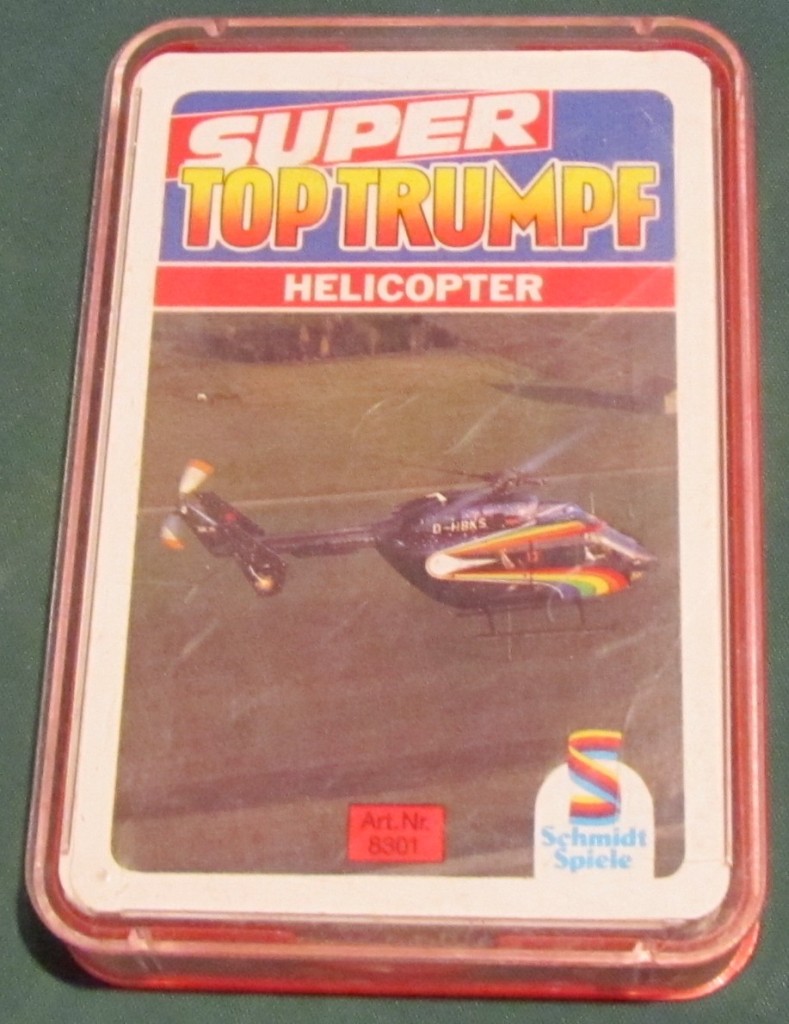 SUPER
TOP TRUMPF
HELICOPTER
D-HBKS
Art.Nr.
8301
Schmidt
Spiele